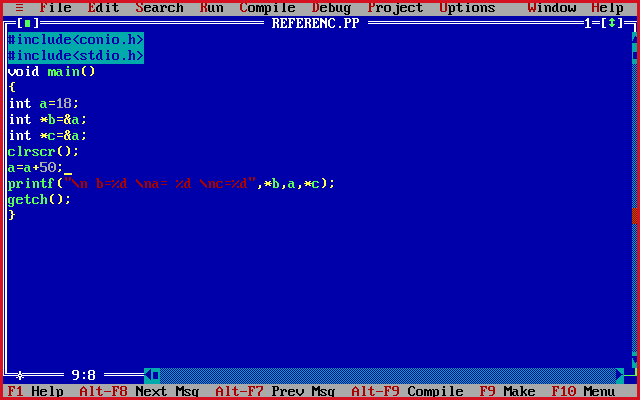 ≡ File Edit Search Run Compile Debug Project Options Window Help
[■] REFERENC.PP 1=[↕]
#include<conio.h>
#include<stdio.h>
void main()
{
int a=18;
int *b=&a;
int *c=&a;
clrscr();
a=a+50;_
printf("\n b=%d \na= %d \nc=%d",*b,a,*c);
getch();
}
9:8
F1 Help Alt-F8 Next Msg Alt-F7 Prev Msg Alt-F9 Compile F9 Make F10 Menu